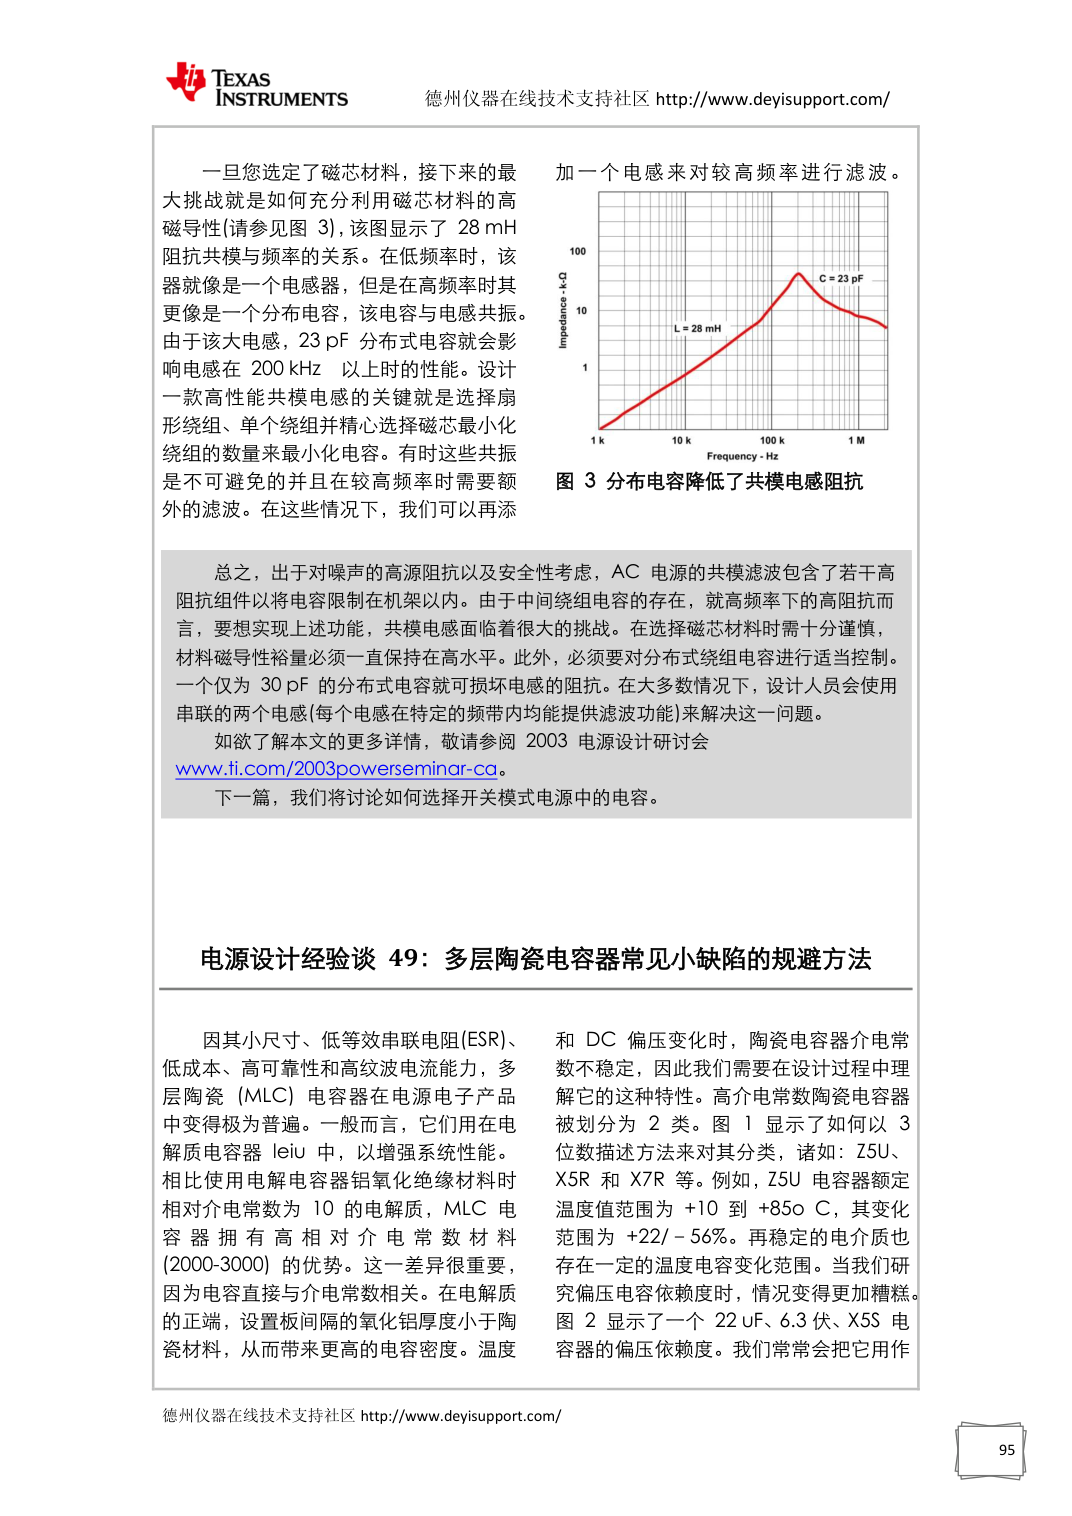 TEXAS
INSTRUMENTS
德州仪器在线技术支持社区 http://www.deyisupport.com/
一旦您选定了磁芯材料，接下来的最
大挑战就是如何充分利用磁芯材料的高
磁导性(请参见图 3)，该图显示了 28 mH
阻抗共模与频率的关系。在低频率时，该
器就像是一个电感器，但是在高频率时其
更像是一个分布电容，该电容与电感共振。
由于该大电感，23 pF 分布式电容就会影
响电感在 200 kHz 以上时的性能。设计
一款高性能共模电感的关键就是选择扇
形绕组、单个绕组并精心选择磁芯最小化
绕组的数量来最小化电容。有时这些共振
是不可避免的并且在较高频率时需要额
外的滤波。在这些情况下，我们可以再添
加一个电感来对较高频率进行滤波。
100
10
1
Impedance - k-Ω
C = 23 pF
L = 28 mH
1 k 10 k 100 k 1 M
Frequency - Hz
图 3 分布电容降低了共模电感阻抗
总之，出于对噪声的高源阻抗以及安全性考虑，AC 电源的共模滤波包含了若干高
阻抗组件以将电容限制在机架以内。由于中间绕组电容的存在，就高频率下的高阻抗而
言，要想实现上述功能，共模电感面临着很大的挑战。在选择磁芯材料时需十分谨慎，
材料磁导性裕量必须一直保持在高水平。此外，必须要对分布式绕组电容进行适当控制。
一个仅为 30 pF 的分布式电容就可损坏电感的阻抗。在大多数情况下，设计人员会使用
串联的两个电感(每个电感在特定的频带内均能提供滤波功能)来解决这一问题。
如欲了解本文的更多详情，敬请参阅 2003 电源设计研讨会
www.ti.com/2003powerseminar-ca。
下一篇，我们将讨论如何选择开关模式电源中的电容。
电源设计经验谈 49：多层陶瓷电容器常见小缺陷的规避方法
因其小尺寸、低等效串联电阻(ESR)、
低成本、高可靠性和高纹波电流能力，多
层陶瓷 (MLC) 电容器在电源电子产品
中变得极为普遍。一般而言，它们用在电
解质电容器 leiu 中，以增强系统性能。
相比使用电解电容器铝氧化绝缘材料时
相对介电常数为 10 的电解质，MLC 电
容器拥有高相对介电常数材料
(2000-3000) 的优势。这一差异很重要，
因为电容直接与介电常数相关。在电解质
的正端，设置板间隔的氧化铝厚度小于陶
瓷材料，从而带来更高的电容密度。温度
和 DC 偏压变化时，陶瓷电容器介电常
数不稳定，因此我们需要在设计过程中理
解它的这种特性。高介电常数陶瓷电容器
被划分为 2 类。图 1 显示了如何以 3
位数描述方法来对其分类，诸如：Z5U、
X5R 和 X7R 等。例如，Z5U 电容器额定
温度值范围为 +10 到 +85o C，其变化
范围为 +22/－56%。再稳定的电介质也
存在一定的温度电容变化范围。当我们研
究偏压电容依赖度时，情况变得更加糟糕。
图 2 显示了一个 22 uF、6.3 伏、X5S 电
容器的偏压依赖度。我们常常会把它用作
德州仪器在线技术支持社区 http://www.deyisupport.com/
95